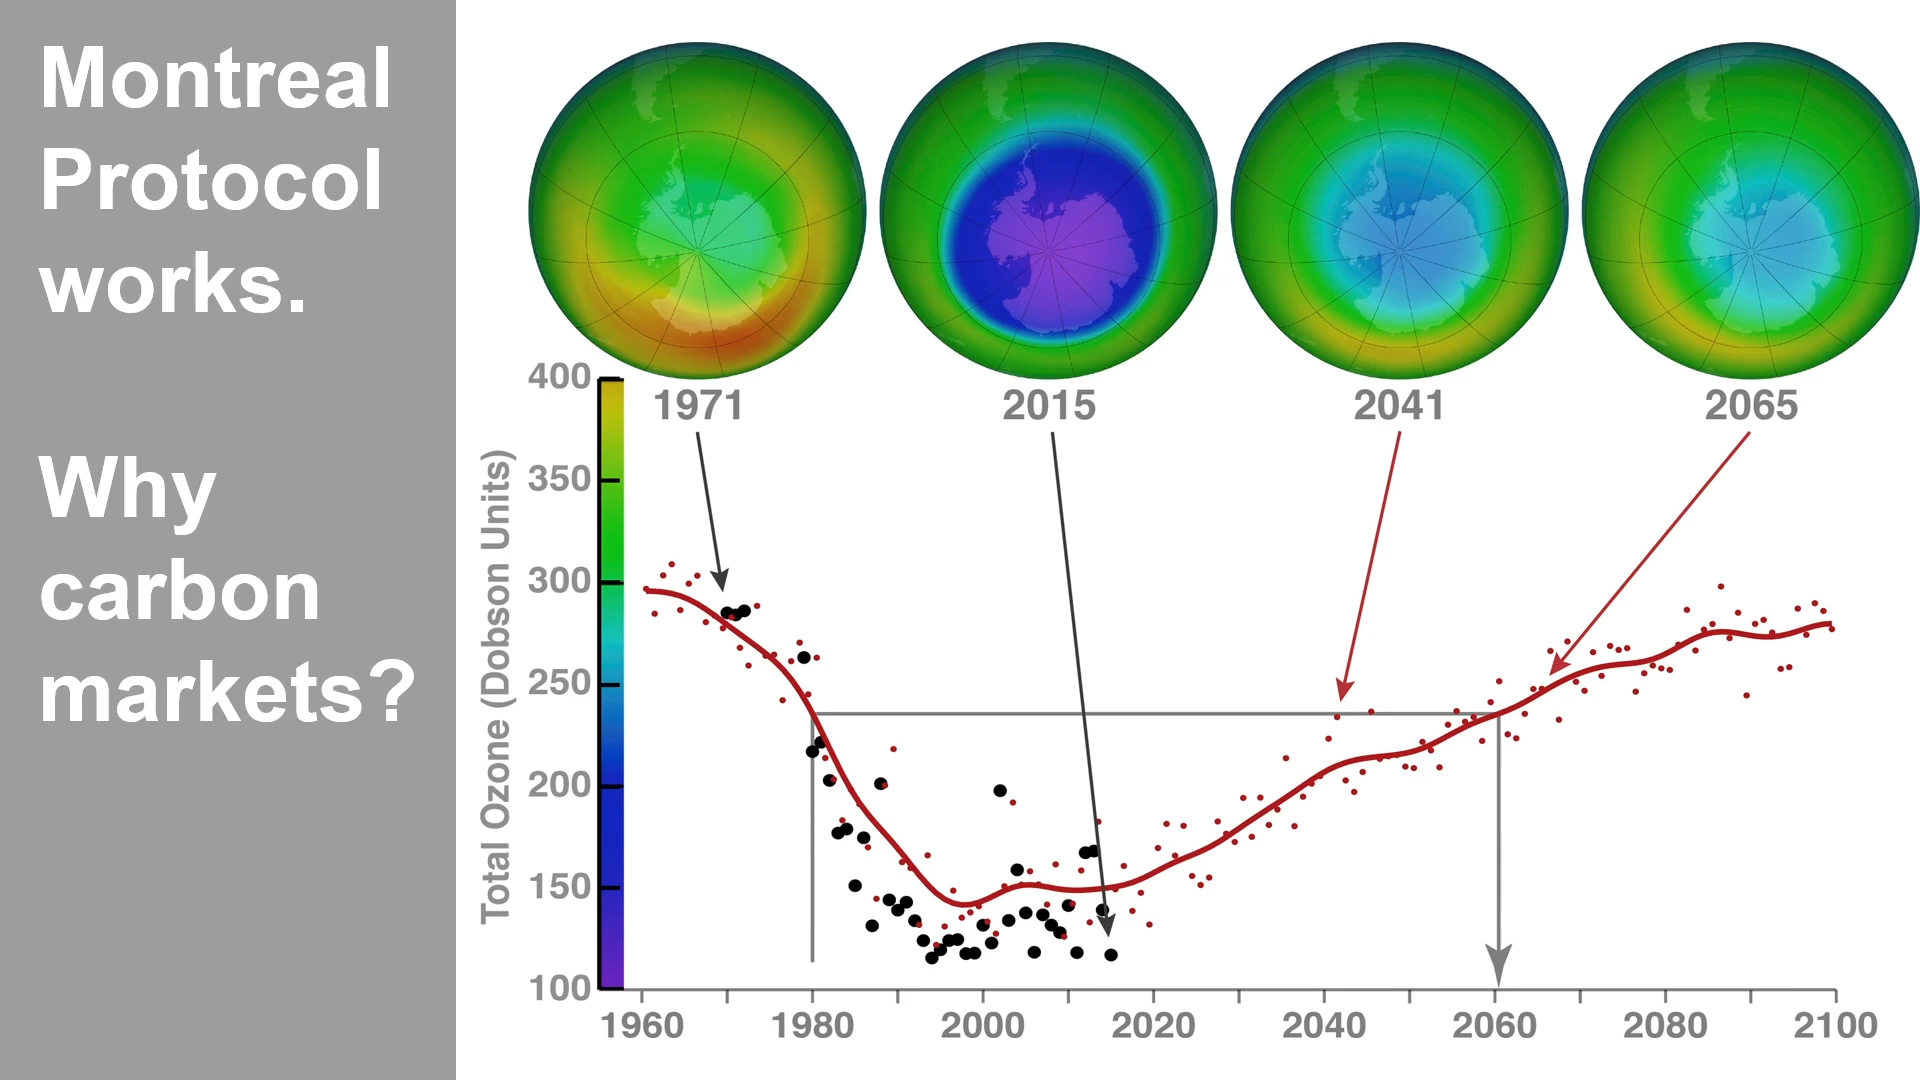 Montreal
Protocol
works.
Why
carbon
markets?
1971
2015
2041
2065
Total Ozone (Dobson Units)
400
350
300
250
200
150
100
1960
1980
2000
2020
2040
2060
2080
2100